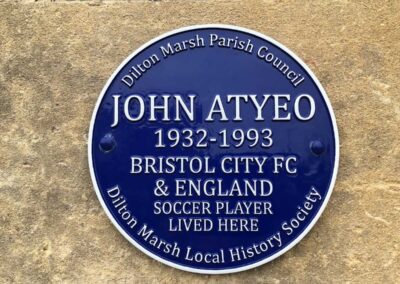 Dilton Marsh Parish Council
JOHN ATYEO
1932-1993
BRISTOL CITY FC
& ENGLAND
SOCCER PLAYER
LIVED HERE
Dilton Marsh Local History Society